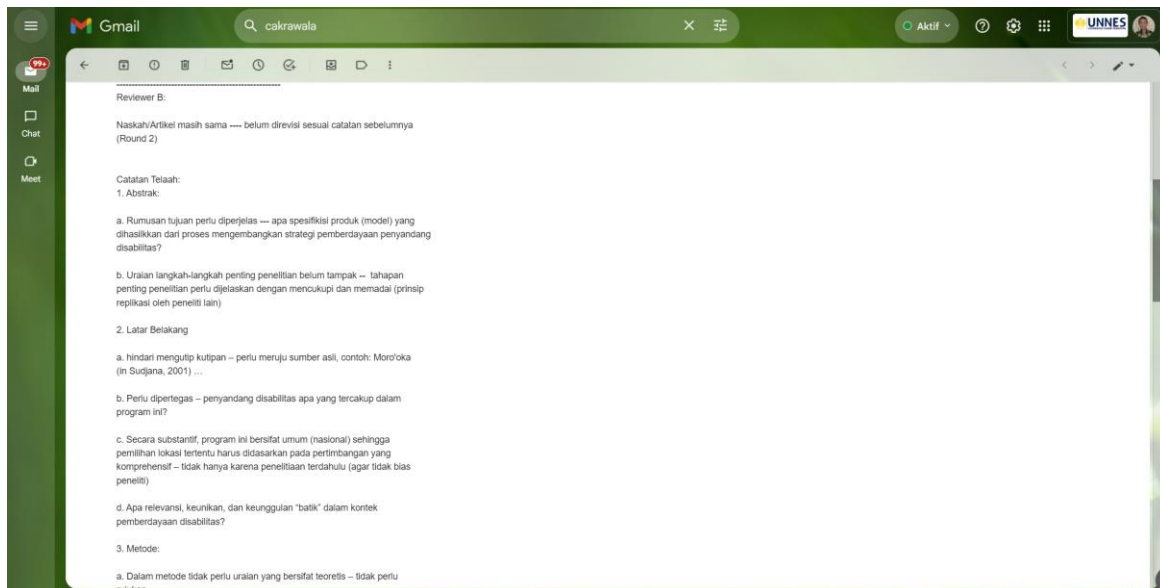 Gmail
cakrawala
Aktif
UNNES
99+
Mail
Chat
Meet
Reviewer B:
Naskah/Artikel masih sama ---- belum direvisi sesuai catatan sebelumnya
(Round 2)
Catatan Telaah:
1. Abstrak:
a. Rumusan tujuan perlu diperjelas --- apa spesifikisi produk (model) yang
dihasilkkan dari proses mengembangkan strategi pemberdayaan penyandang
disabilitas?
b. Uraian langkah-langkah penting penelitian belum tampak -- tahapan
penting penelitian perlu dijelaskan dengan mencukupi dan memadai (prinsip
replikasi oleh peneliti lain)
2. Latar Belakang
a. hindari mengutip kutipan – perlu meruju sumber asli, contoh: Moro'oka
(in Sudjana, 2001) …
b. Perlu dipertegas – penyandang disabilitas apa yang tercakup dalam
program ini?
c. Secara substantif, program ini bersifat umum (nasional) sehingga
pemilihan lokasi tertentu harus didasarkan pada pertimbangan yang
komprehensif – tidak hanya karena penelitiaan terdahulu (agar tidak bias
peneliti)
d. Apa relevansi, keunikan, dan keunggulan "batik" dalam kontek
pemberdayaan disabilitas?
3. Metode:
a. Dalam metode tidak perlu uraian yang bersifat teoretis – tidak perlu